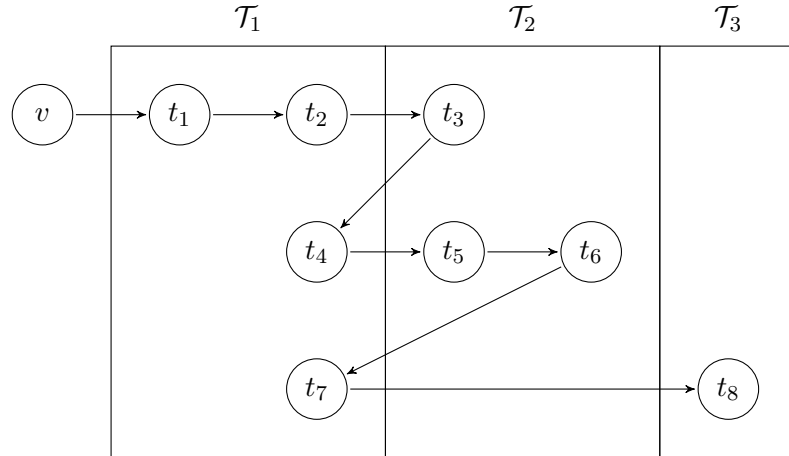 𝒯₁ 𝒯₂ 𝒯₃
v t₁ t₂ t₃
t₄ t₅ t₆
t₇ t₈